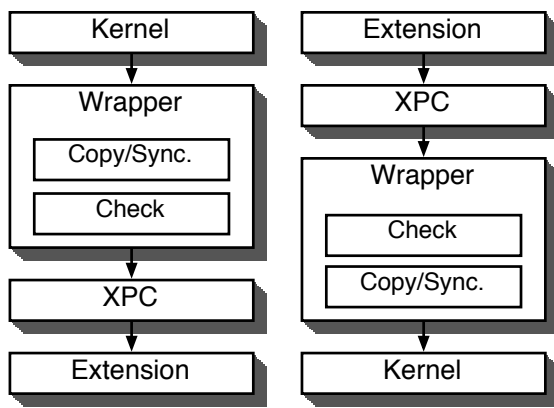 Kernel
Wrapper
Copy/Sync.
Check
XPC
Extension
Extension
XPC
Wrapper
Check
Copy/Sync.
Kernel